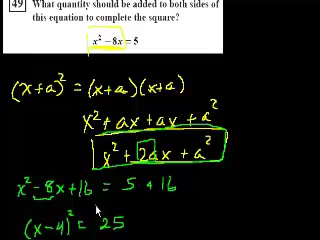 49 What quantity should be added to both sides of
this equation to complete the square?
x² − 8x = 5
(x+a)² = (x+a)(x+a)
x² + ax + ax + a²
x² + 2ax + a²
x² − 8x + 16 = 5 + 16
(x−4)² = 25